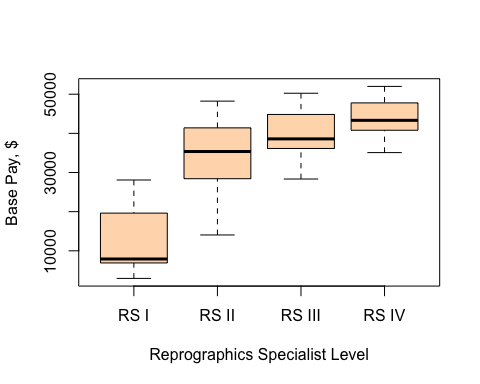 Base Pay, $
50000
30000
10000
RS I
RS II
RS III
RS IV
Reprographics Specialist Level